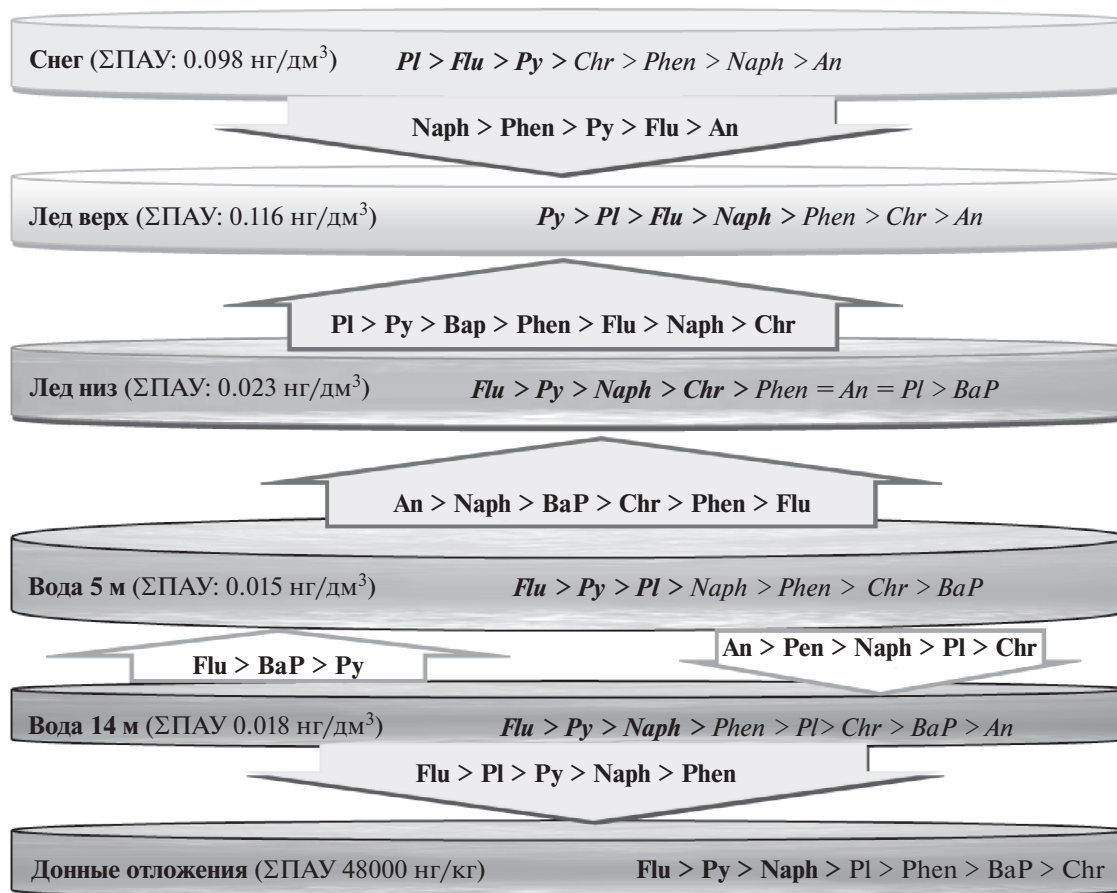 Снег (ΣПАУ: 0.098 нг/дм³) Pl > Flu > Py > Chr > Phen > Naph > An
Naph > Phen > Py > Flu > An
Лед верх (ΣПАУ: 0.116 нг/дм³) Py > Pl > Flu > Naph > Phen > Chr > An
Pl > Py > Bap > Phen > Flu > Naph > Chr
Лед низ (ΣПАУ: 0.023 нг/дм³) Flu > Py > Naph > Chr > Phen = An = Pl > BaP
An > Naph > BaP > Chr > Phen > Flu
Вода 5 м (ΣПАУ: 0.015 нг/дм³) Flu > Py > Pl > Naph > Phen > Chr > BaP
Flu > BaP > Py
An > Pen > Naph > Pl > Chr
Вода 14 м (ΣПАУ 0.018 нг/дм³) Flu > Py > Naph > Phen > Pl> Chr > BaP > An
Flu > Pl > Py > Naph > Phen
Донные отложения (ΣПАУ 48000 нг/кг) Flu > Py > Naph > Pl > Phen > BaP > Chr